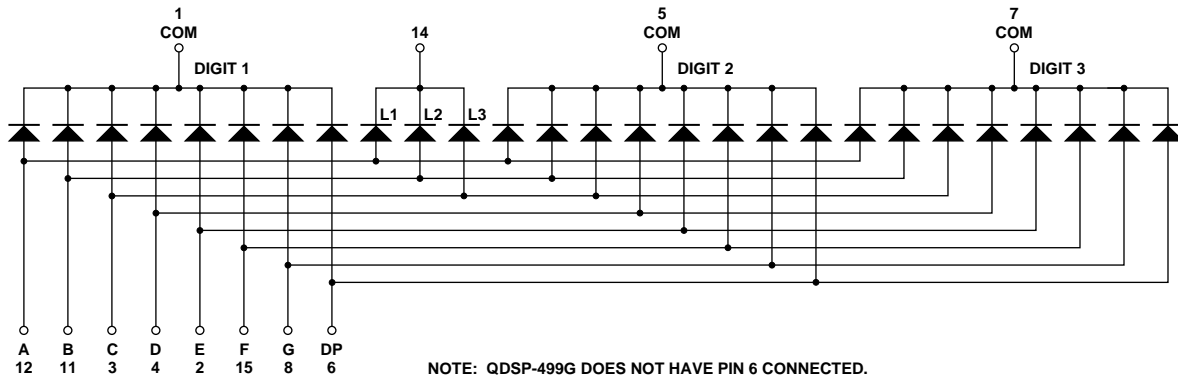 1 5 7
COM 14 COM COM
DIGIT 1 DIGIT 2 DIGIT 3
L1 L2 L3
A B C D E F G DP
12 11 3 4 2 15 8 6 NOTE: QDSP-499G DOES NOT HAVE PIN 6 CONNECTED.